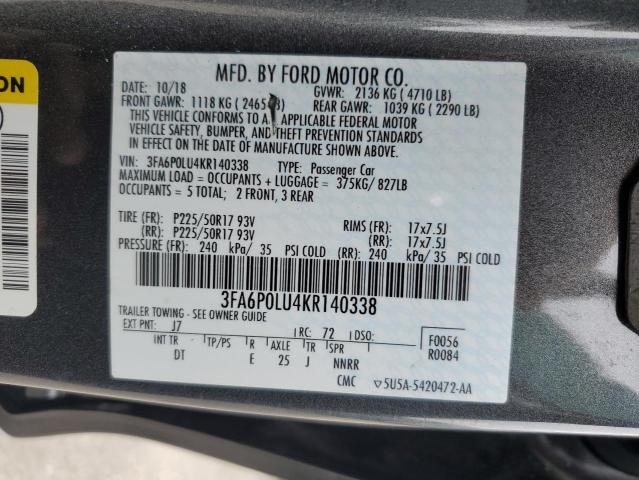 ON
MFD. BY FORD MOTOR CO.
DATE: 10/18 GVWR: 2136 KG (4710 LB)
FRONT GAWR: 1118 KG (2465 B) REAR GAWR: 1039 KG (2290 LB)
THIS VEHICLE CONFORMS TO A APPLICABLE FEDERAL MOTOR
VEHICLE SAFETY, BUMPER, AND THEFT PREVENTION STANDARDS
IN EFFECT ON THE DATE OF MANUFACTURE SHOWN ABOVE.
VIN: 3FA6P0LU4KR140338 TYPE: Passenger Car
MAXIMUM LOAD = OCCUPANTS + LUGGAGE = 375KG/ 827LB
OCCUPANTS = 5 TOTAL; 2 FRONT, 3 REAR
TIRE (FR): P225/50R17 93V RIMS (FR): 17x7.5J
(RR): P225/50R17 93V (RR): 17x7.5J
PRESSURE (FR): 240 kPa/ 35 PSI COLD (RR): 240 kPa/ 35 PSI COLD
3FA6P0LU4KR140338
TRAILER TOWING - SEE OWNER GUIDE
EXT PNT: J7 RC: 72 DSO: F0056
INT TR TP/PS R AXLE TR SPR R0084
DT E 25 J NNRR
CMC ▽5U5A-5420472-AA